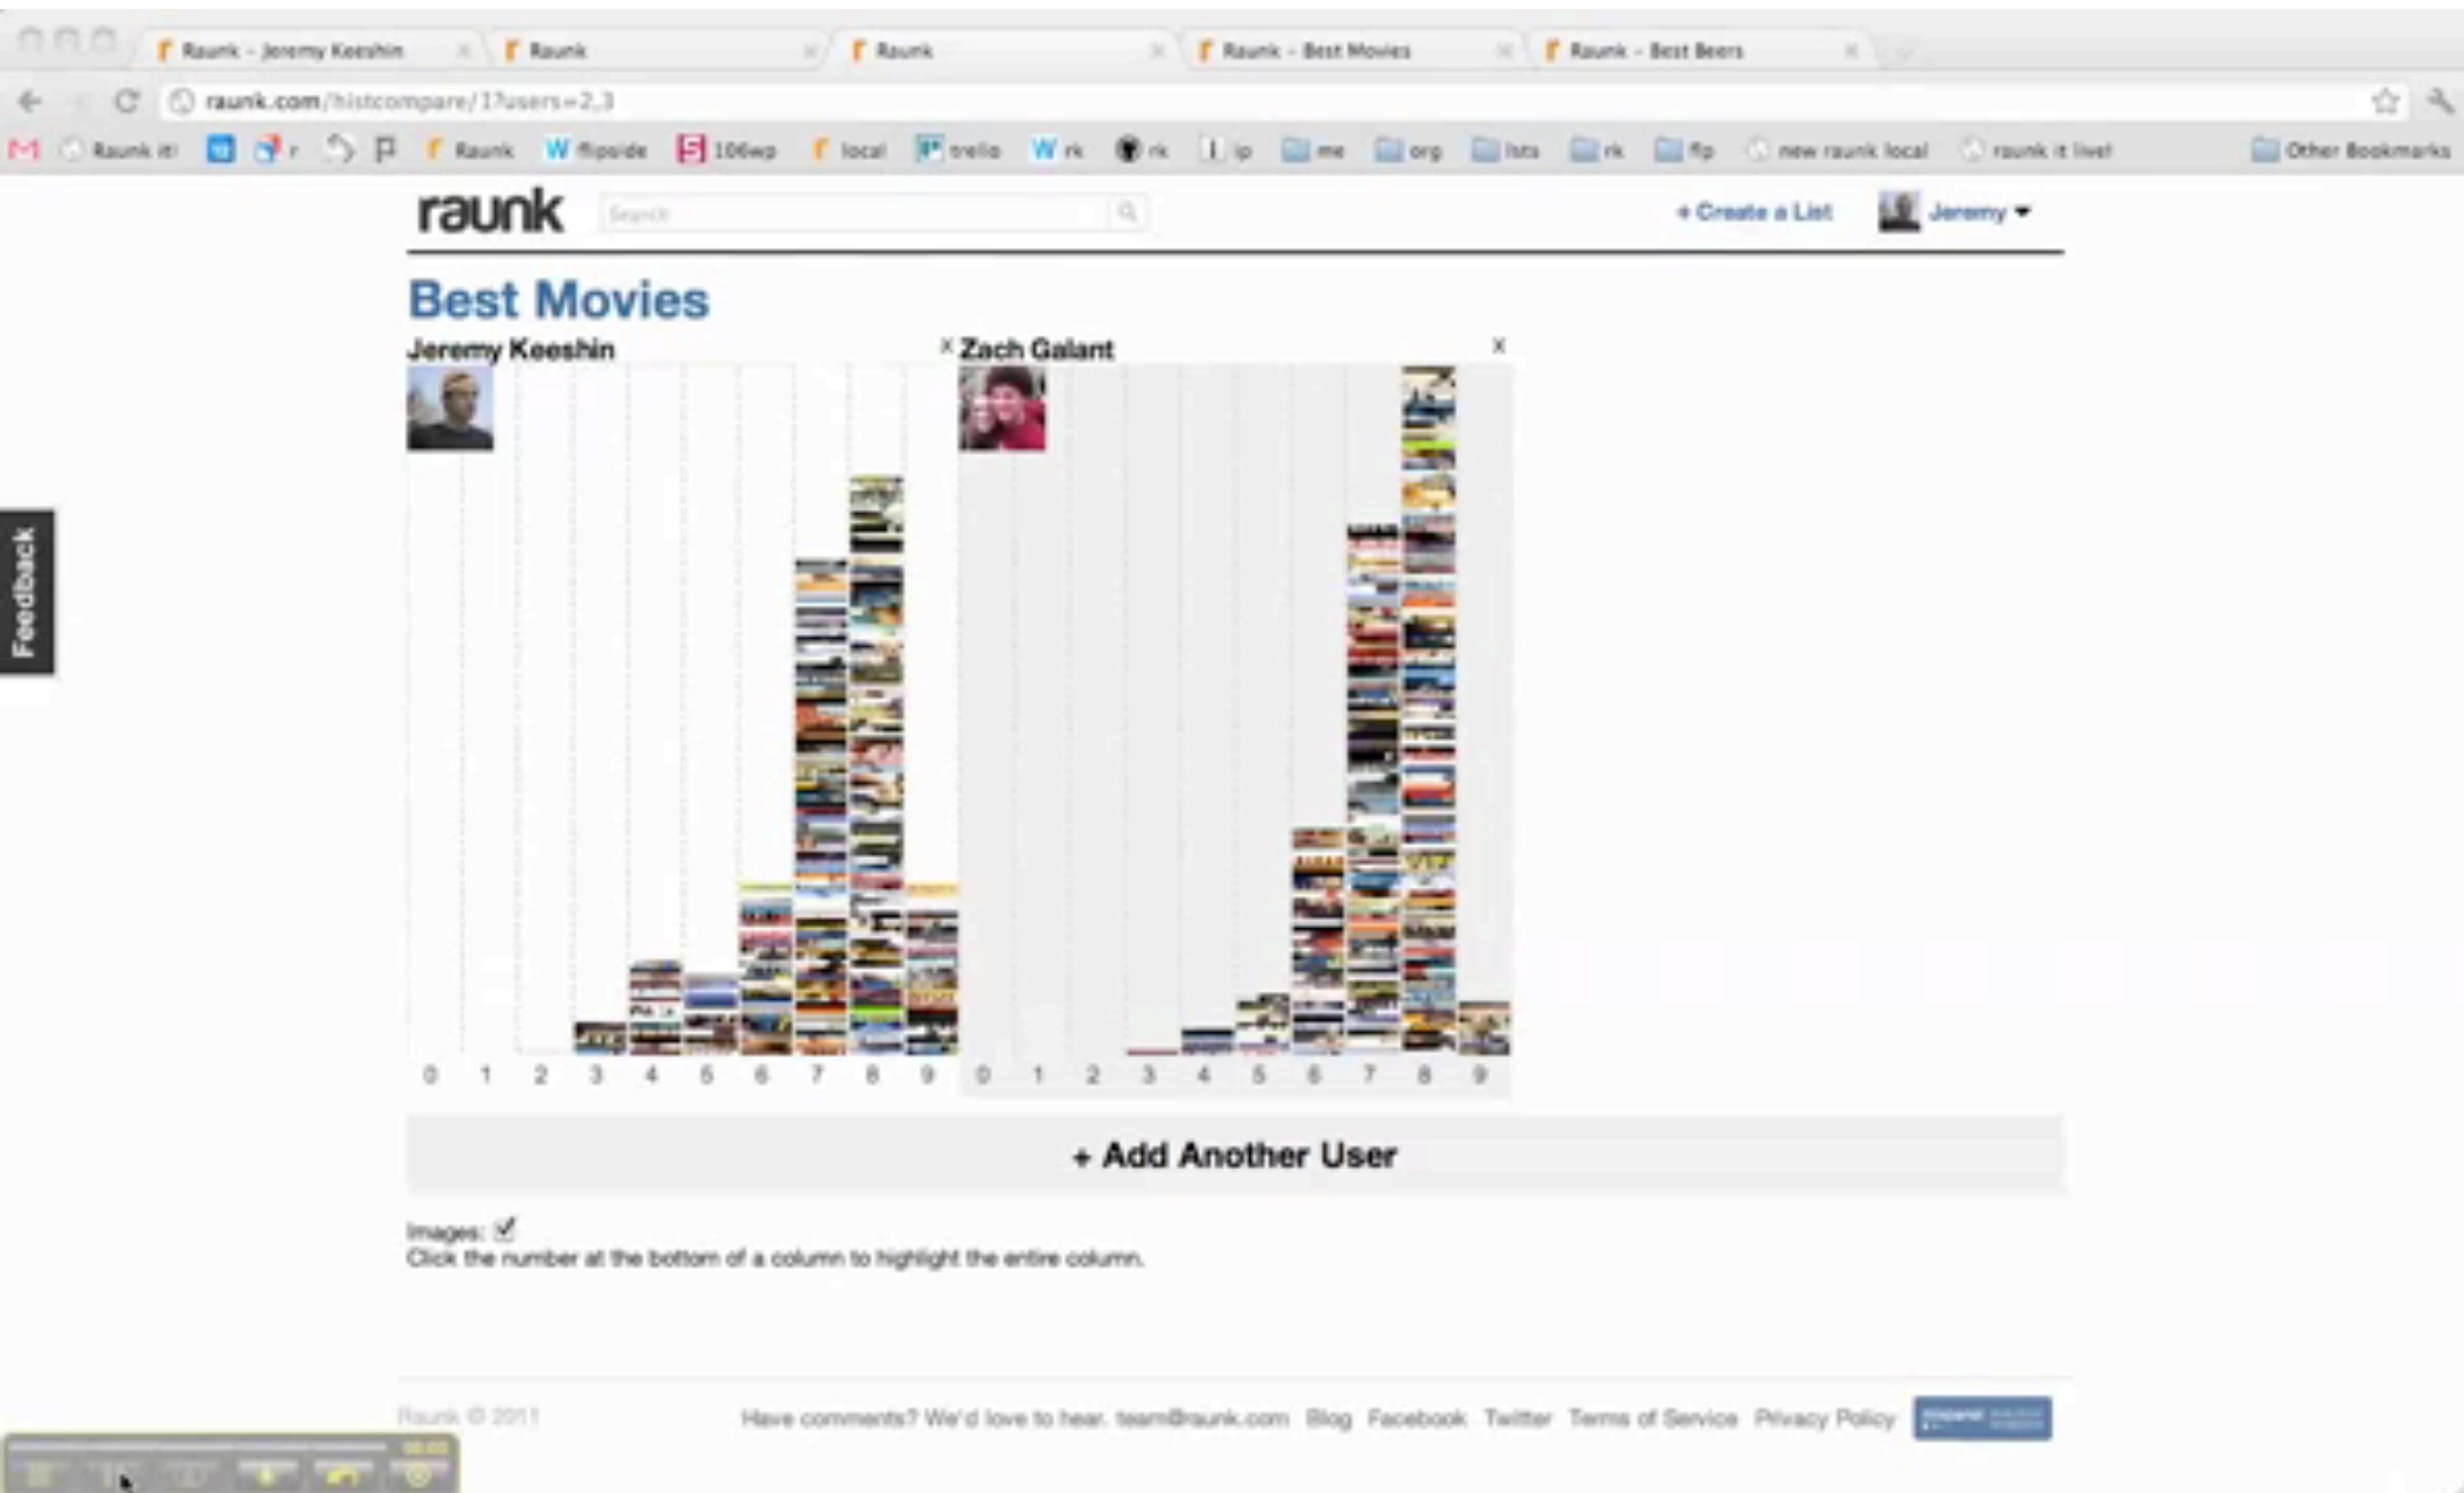 Raunk - Jeremy Keeshin
Raunk
Raunk
Raunk - Best Movies
Raunk - Best Beers
raunk.com/histcompare/1?users=2,3
Raunk it! r Raunk flipside 106wp local trello rk rk ip me org lsts rk flp new raunk local raunk it live! Other Bookmarks
raunk Search + Create a List Jeremy
Best Movies
Jeremy Keeshin X Zach Galant X
Feedback
0 1 2 3 4 5 6 7 8 9 0 1 2 3 4 5 6 7 8 9
+ Add Another User
Images:
Click the number at the bottom of a column to highlight the entire column.
Raunk © 2011 Have comments? We'd love to hear. team@raunk.com Blog Facebook Twitter Terms of Service Privacy Policy